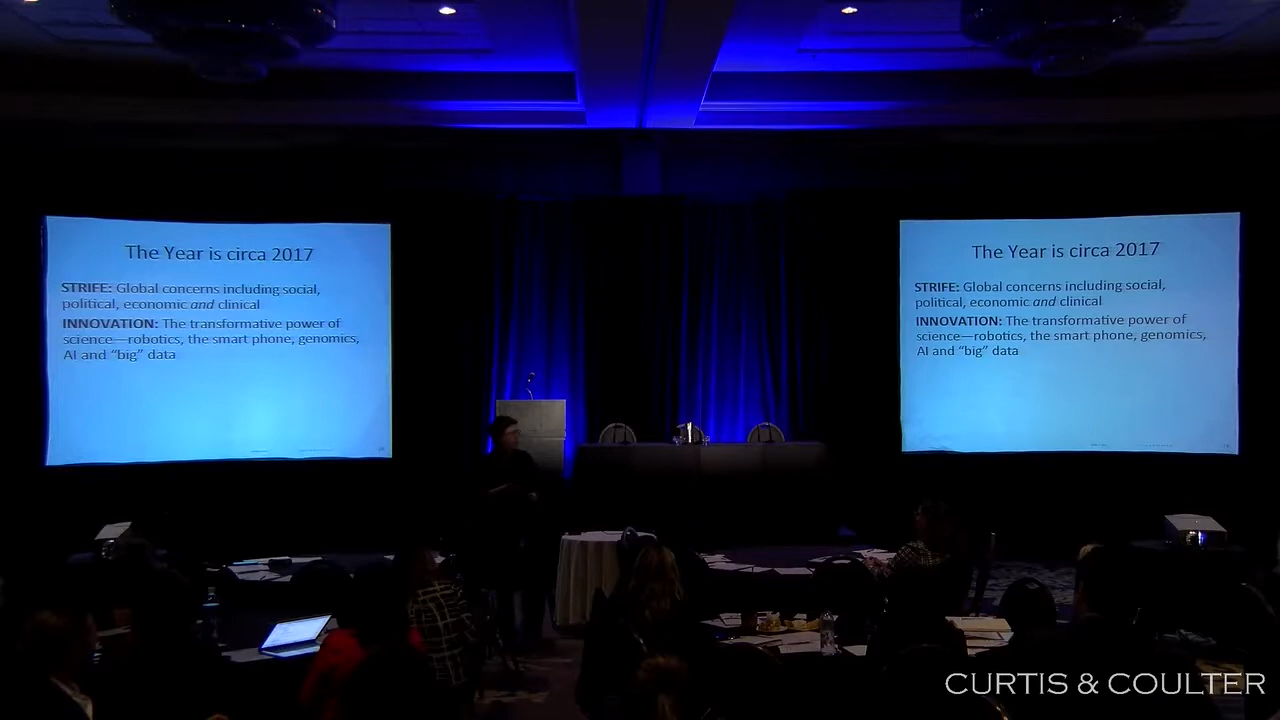 The Year is circa 2017
STRIFE: Global concerns including social,
political, economic and clinical
INNOVATION: The transformative power of
science—robotics, the smart phone, genomics,
AI and “big” data
The Year is circa 2017
STRIFE: Global concerns including social,
political, economic and clinical
INNOVATION: The transformative power of
science—robotics, the smart phone, genomics,
AI and “big” data
CURTIS & COULTER